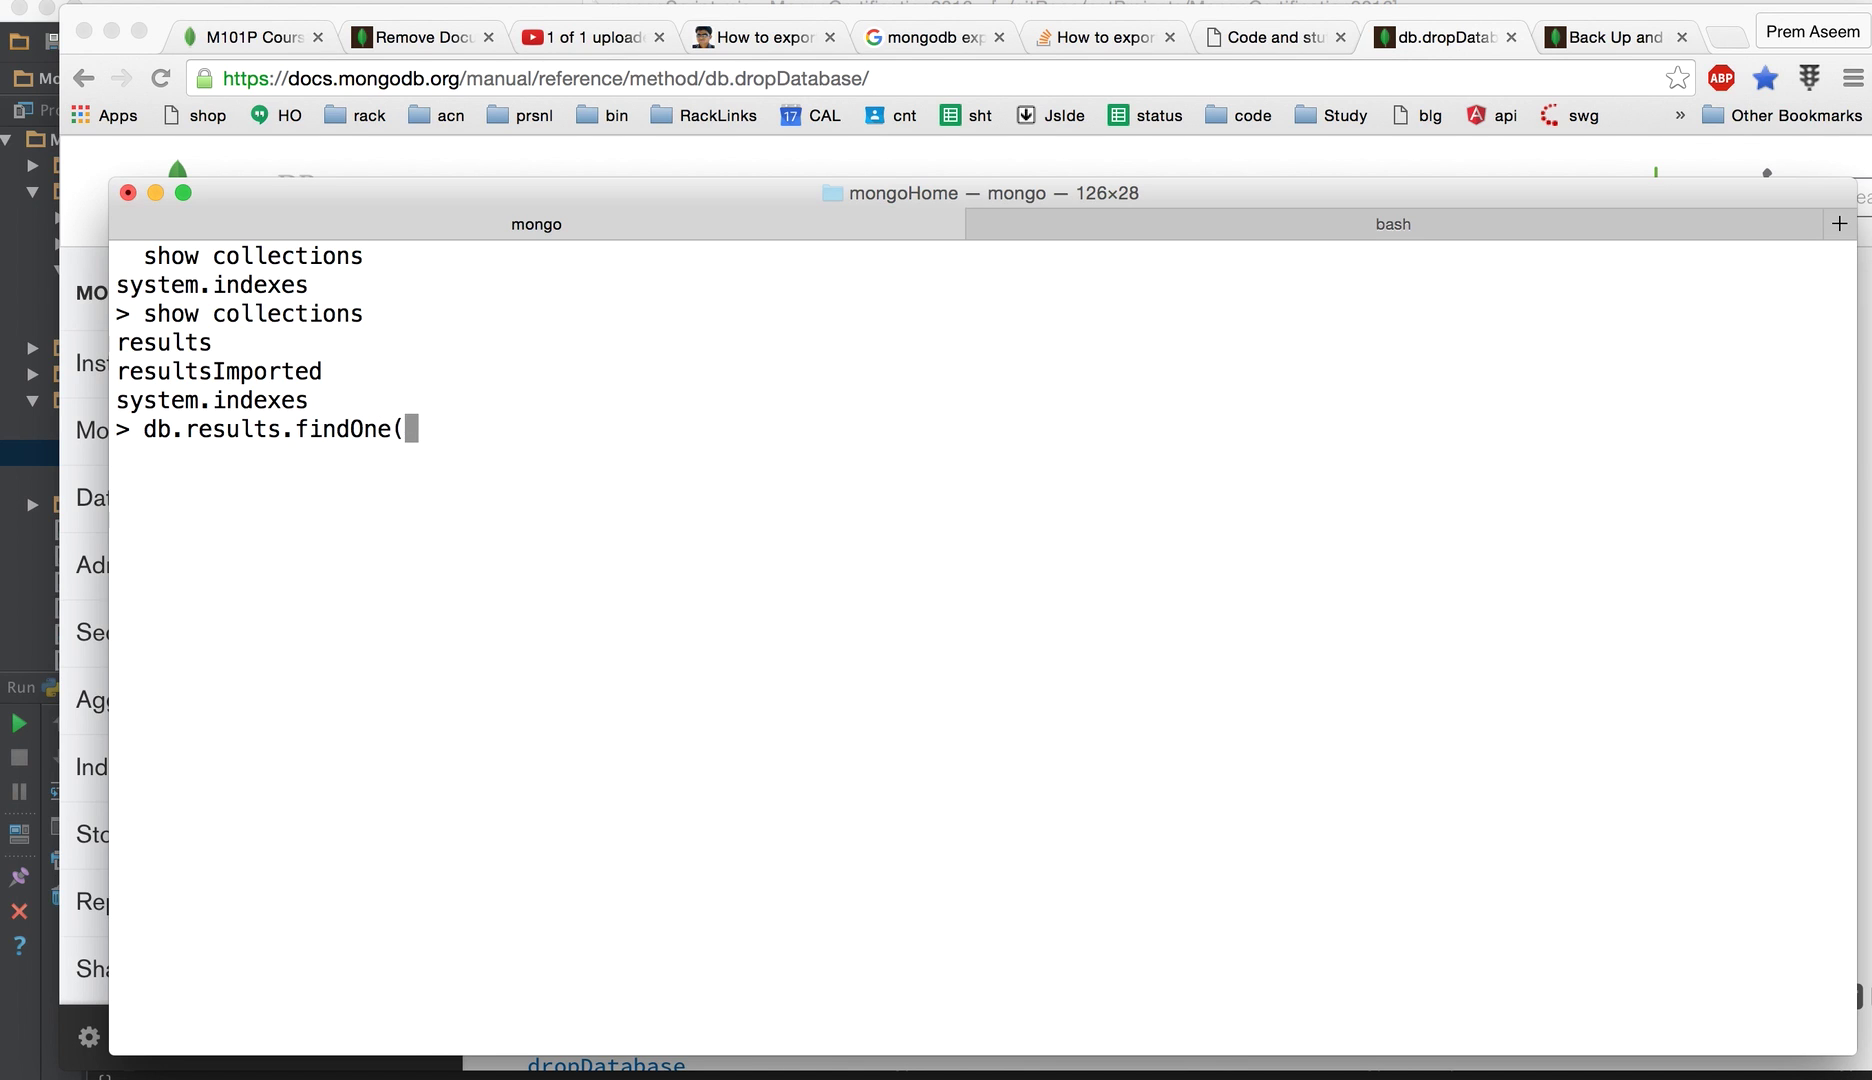 M101P Cours
Remove Docu
1 of 1 upload
How to expor
mongodb exp
How to expor
Code and stu
db.dropDatab
Back Up and
Prem Aseem
https://docs.mongodb.org/manual/reference/method/db.dropDatabase/
ABP
Apps
shop
HO
rack
acn
prsnl
bin
RackLinks
17
CAL
cnt
sht
JsIde
status
code
Study
blg
api
swg
»
Other Bookmarks
mongoHome — mongo — 126×28
mongo
bash
+
show collections
system.indexes
> show collections
results
resultsImported
system.indexes
> db.results.findOne(
MO
Inst
Mo
Dat
Adr
Sec
Agg
Ind
Sto
Rep
Sha
Run
dropDatabase